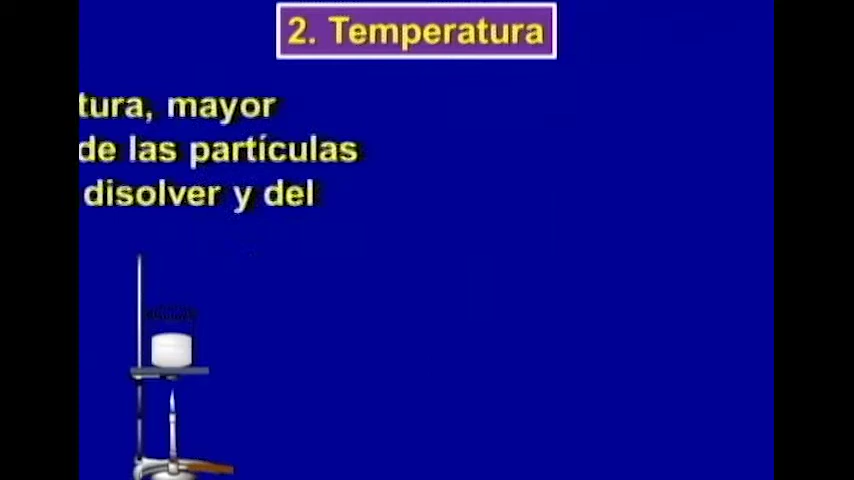 2. Temperatura
tura, mayor
de las partículas
disolver y del